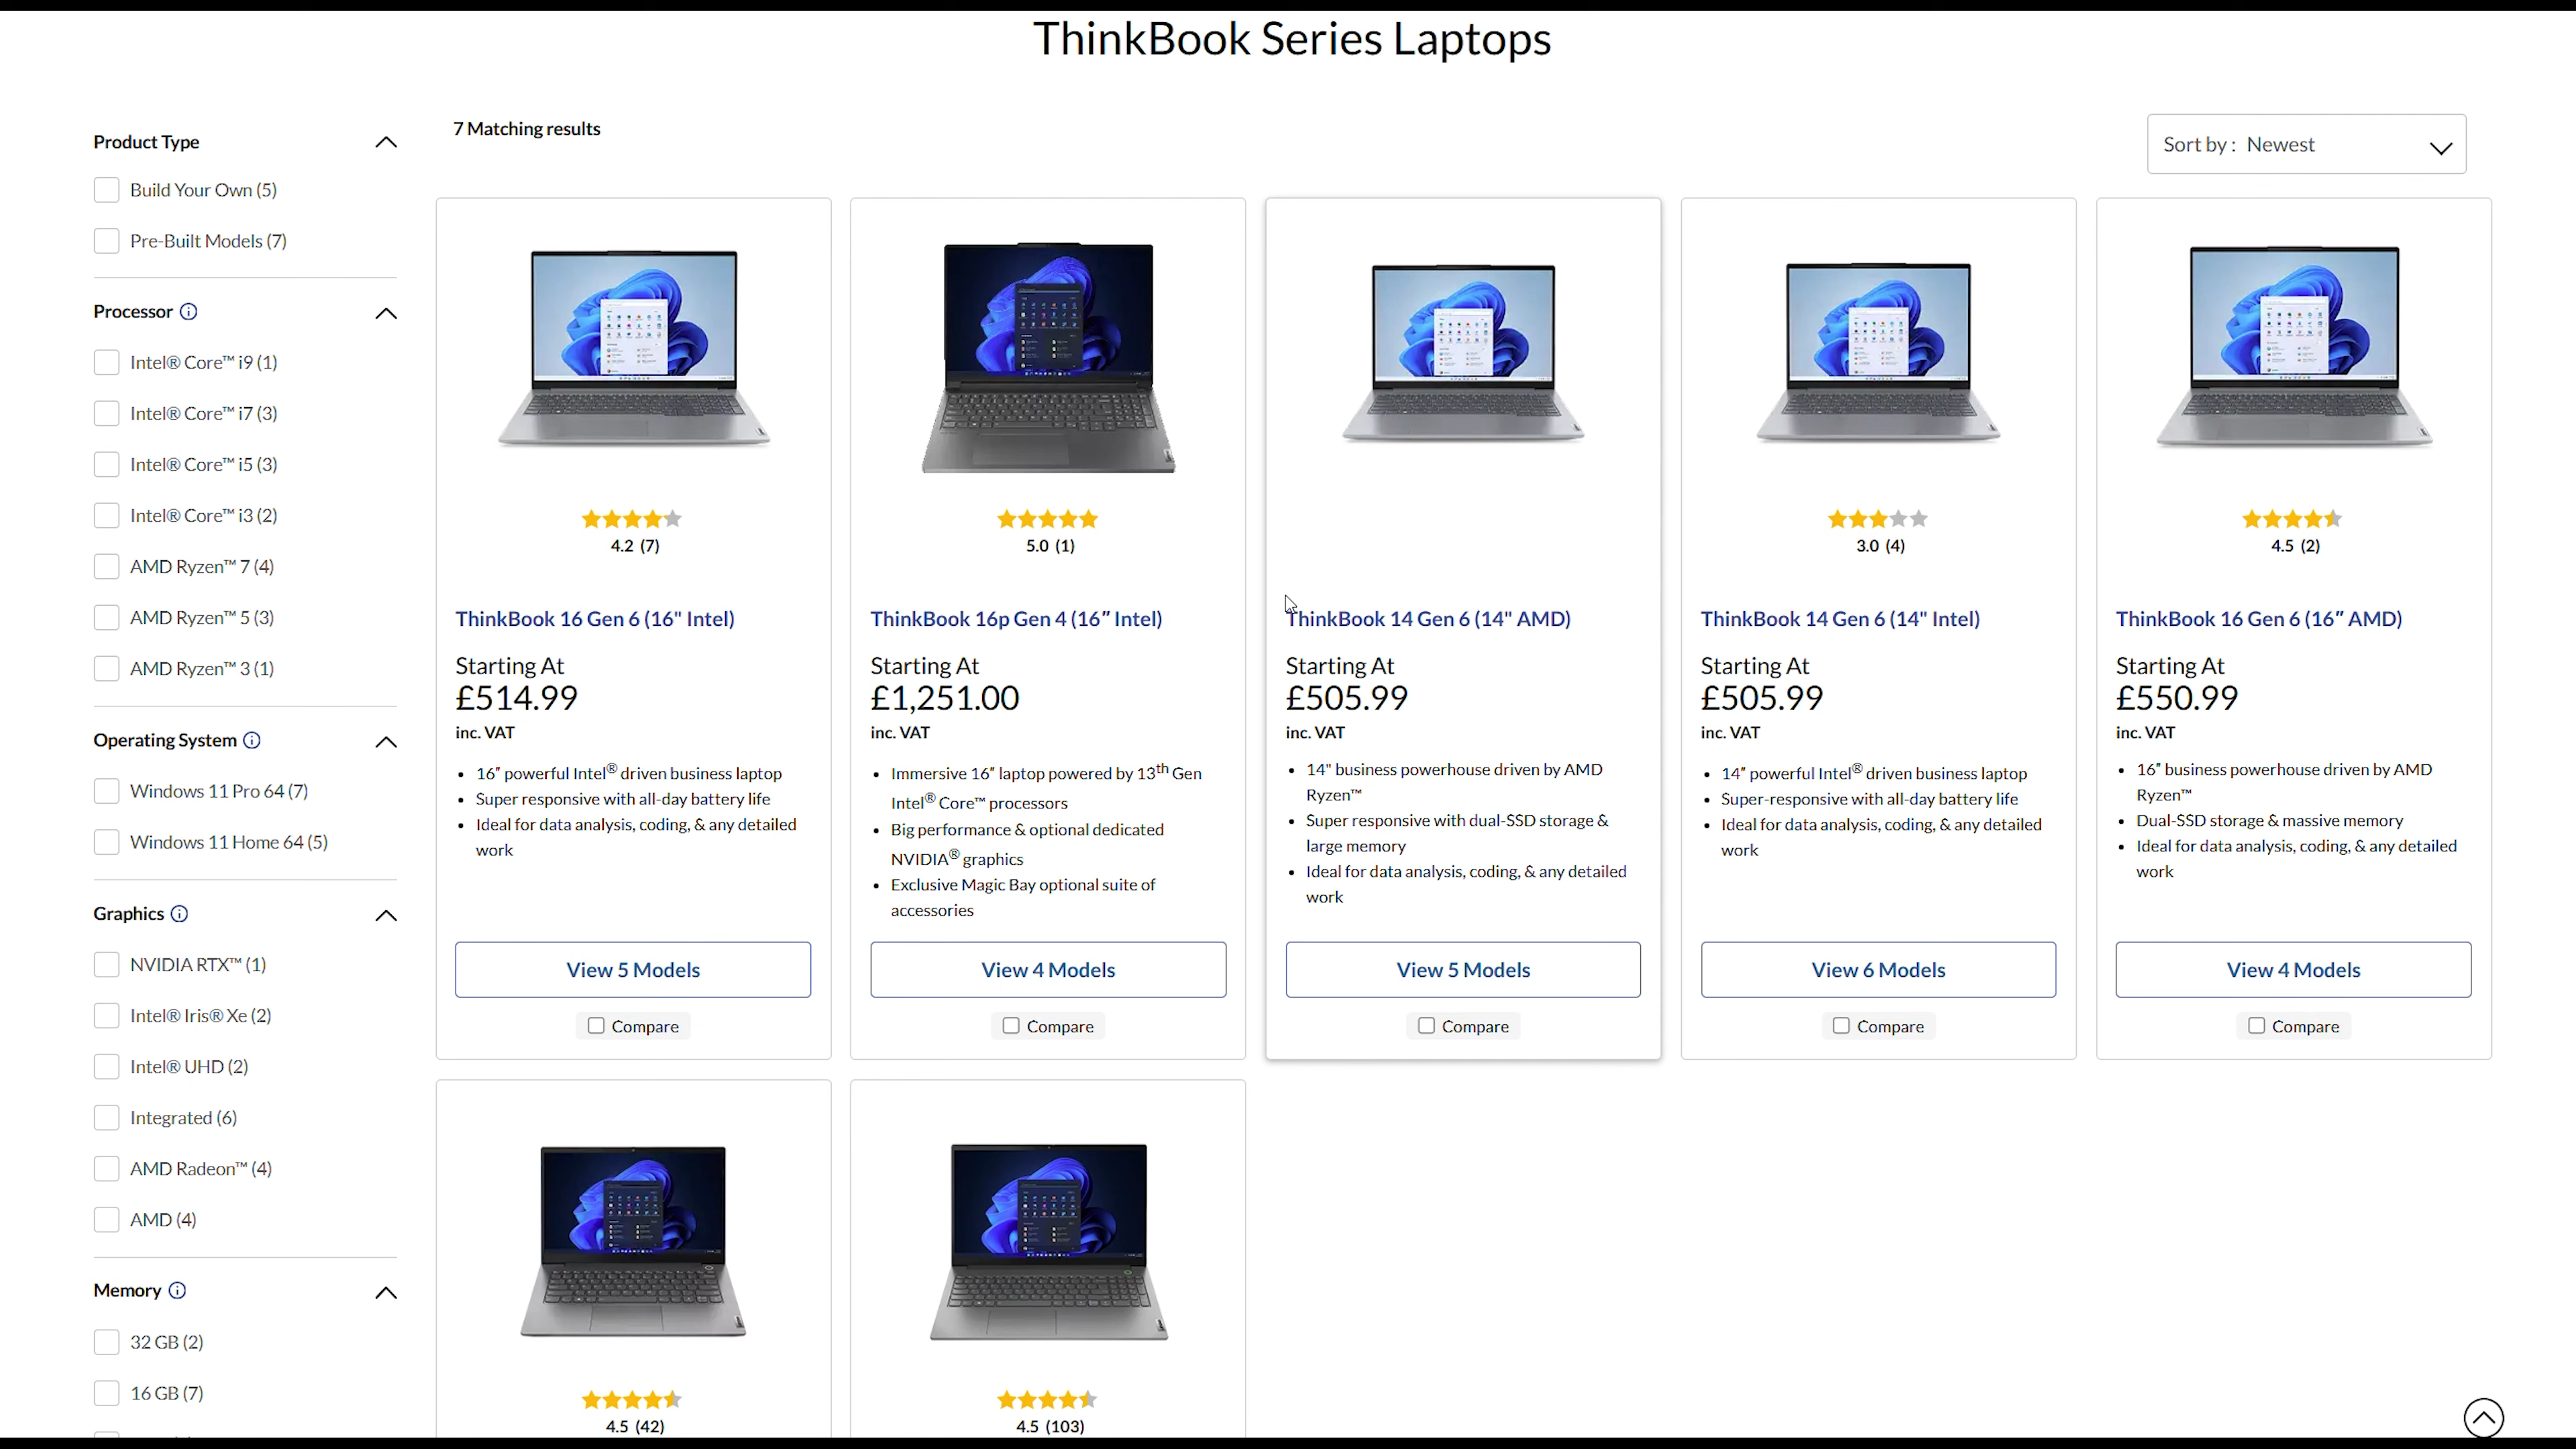 ThinkBook Series Laptops
Product Type
Build Your Own (5)
Pre-Built Models (7)
Processor
Intel® Core™ i9 (1)
Intel® Core™ i7 (3)
Intel® Core™ i5 (3)
Intel® Core™ i3 (2)
AMD Ryzen™ 7 (4)
AMD Ryzen™ 5 (3)
AMD Ryzen™ 3 (1)
Operating System
Windows 11 Pro 64 (7)
Windows 11 Home 64 (5)
Graphics
NVIDIA RTX™ (1)
Intel® Iris® Xe (2)
Intel® UHD (2)
Integrated (6)
AMD Radeon™ (4)
AMD (4)
Memory
32 GB (2)
16 GB (7)
7 Matching results
Sort by : Newest
4.2 (7)
ThinkBook 16 Gen 6 (16" Intel)
Starting At
£514.99
inc. VAT
16" powerful Intel® driven business laptop
Super responsive with all-day battery life
Ideal for data analysis, coding, & any detailed
work
View 5 Models
Compare
5.0 (1)
ThinkBook 16p Gen 4 (16″ Intel)
Starting At
£1,251.00
inc. VAT
Immersive 16" laptop powered by 13th Gen
Intel® Core™ processors
Big performance & optional dedicated
NVIDIA® graphics
Exclusive Magic Bay optional suite of
accessories
View 4 Models
Compare
ThinkBook 14 Gen 6 (14" AMD)
Starting At
£505.99
inc. VAT
14" business powerhouse driven by AMD
Ryzen™
Super responsive with dual-SSD storage &
large memory
Ideal for data analysis, coding, & any detailed
work
View 5 Models
Compare
3.0 (4)
ThinkBook 14 Gen 6 (14" Intel)
Starting At
£505.99
inc. VAT
14″ powerful Intel® driven business laptop
Super-responsive with all-day battery life
Ideal for data analysis, coding, & any detailed
work
View 6 Models
Compare
4.5 (2)
ThinkBook 16 Gen 6 (16″ AMD)
Starting At
£550.99
inc. VAT
16″ business powerhouse driven by AMD
Ryzen™
Dual-SSD storage & massive memory
Ideal for data analysis, coding, & any detailed
work
View 4 Models
Compare
4.5 (42)
4.5 (103)